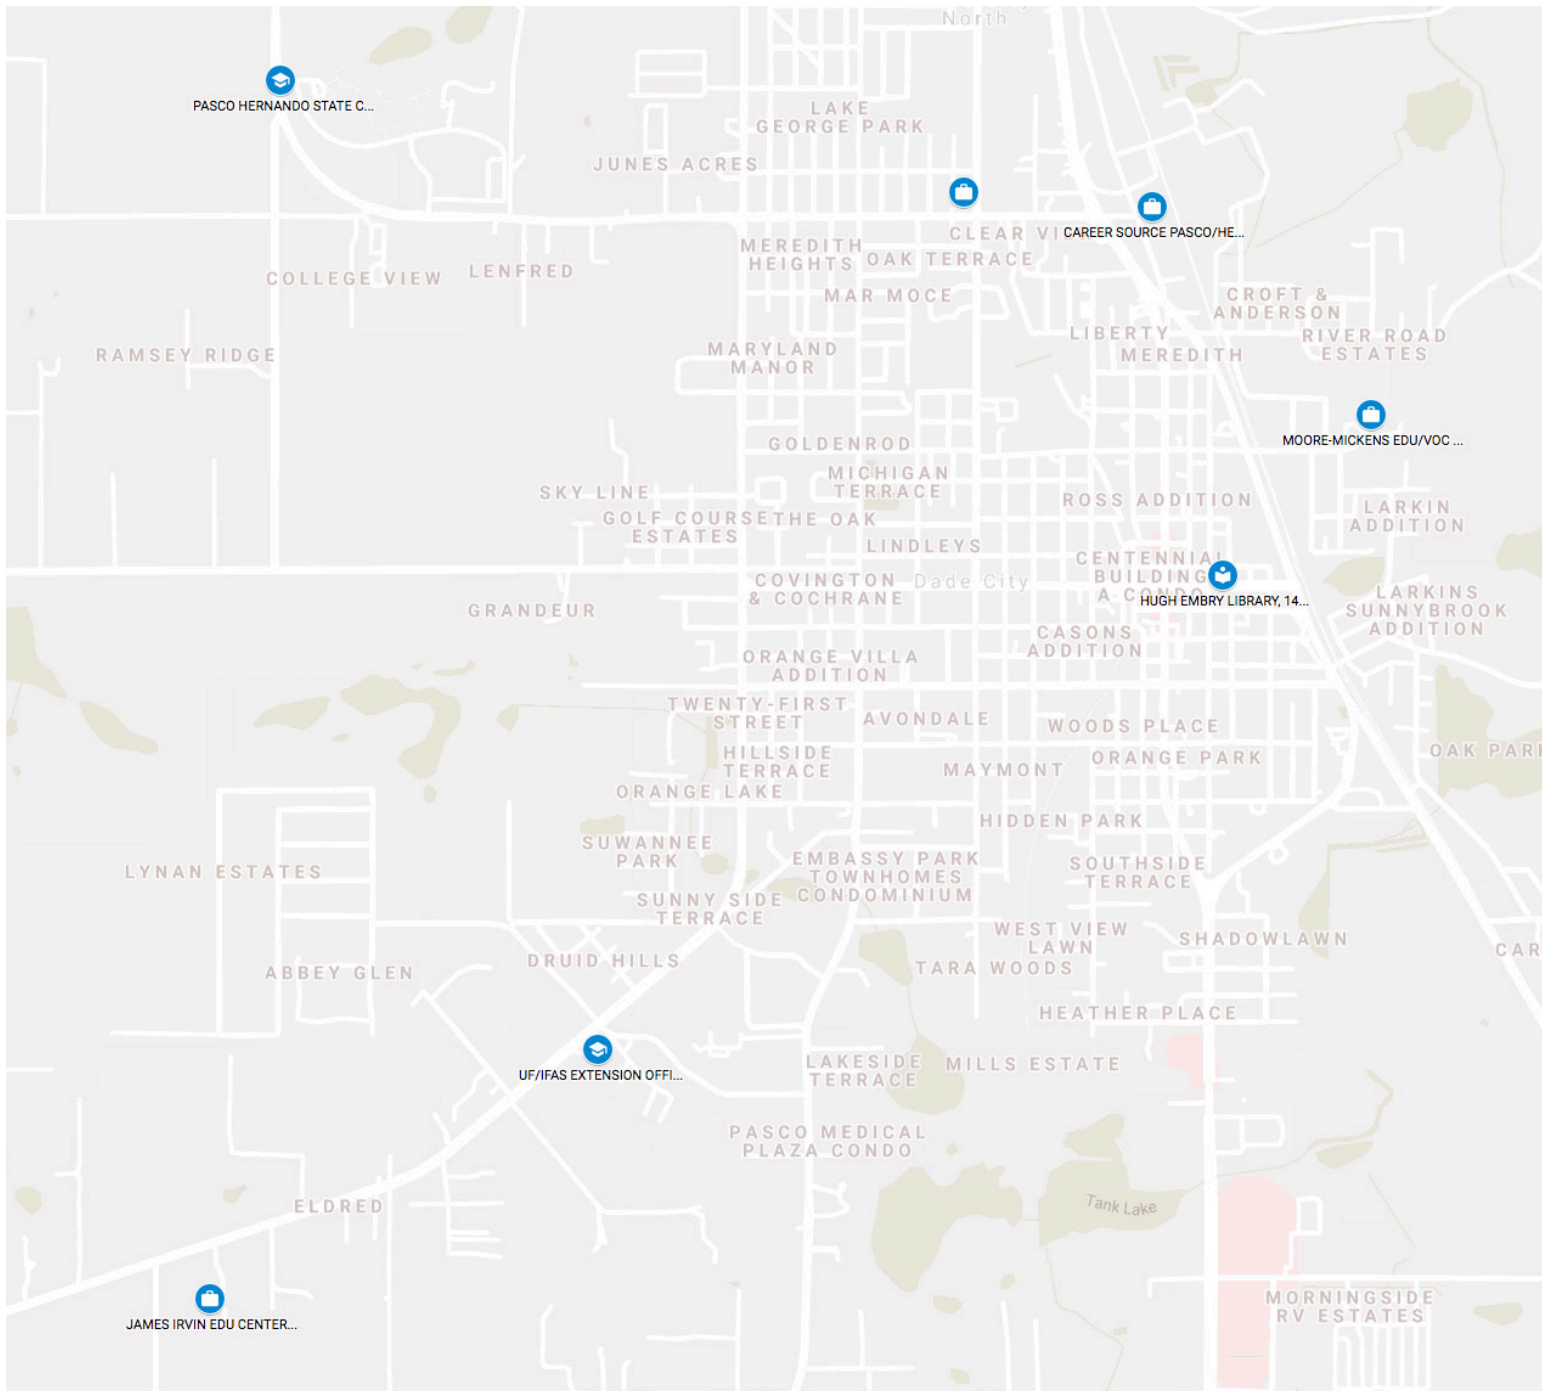 North
PASCO HERNANDO STATE C...
LAKE
GEORGE PARK
JUNES ACRES
CLEAR VI
CAREER SOURCE PASCO/HE...
MEREDITH
HEIGHTS
OAK TERRACE
COLLEGE VIEW
LENFRED
MAR MOCE
CROFT &
ANDERSON
LIBERTY
RIVER ROAD
ESTATES
RAMSEY RIDGE
MARYLAND
MANOR
MEREDITH
MOORE-MICKENS EDU/VOC ...
GOLDENROD
MICHIGAN
TERRACE
SKY LINE
ROSS ADDITION
GOLF COURSE
ESTATES
THE OAK
LARKIN
ADDITION
LINDLEYS
CENTENNIAL
BUILDING
A CONDO
COVINGTON
& COCHRANE
Dade City
HUGH EMBRY LIBRARY, 14...
LARKINS
SUNNYBROOK
ADDITION
GRANDEUR
CASONS
ADDITION
ORANGE VILLA
ADDITION
TWENTY-FIRST
STREET
AVONDALE
WOODS PLACE
HILLSIDE
TERRACE
MAYMONT
ORANGE PARK
OAK PARK
ORANGE LAKE
HIDDEN PARK
SUWANNEE
PARK
EMBASSY PARK
TOWNHOMES
CONDOMINIUM
SOUTHSIDE
TERRACE
LYNAN ESTATES
SUNNY SIDE
TERRACE
WEST VIEW
LAWN
SHADOWLAWN
CAR
DRUID HILLS
TARA WOODS
ABBEY GLEN
HEATHER PLACE
UF/IFAS EXTENSION OFFI...
LAKESIDE
TERRACE
MILLS ESTATE
PASCO MEDICAL
PLAZA CONDO
ELDRED
Tank Lake
JAMES IRVIN EDU CENTER...
MORNINGSIDE
RV ESTATES